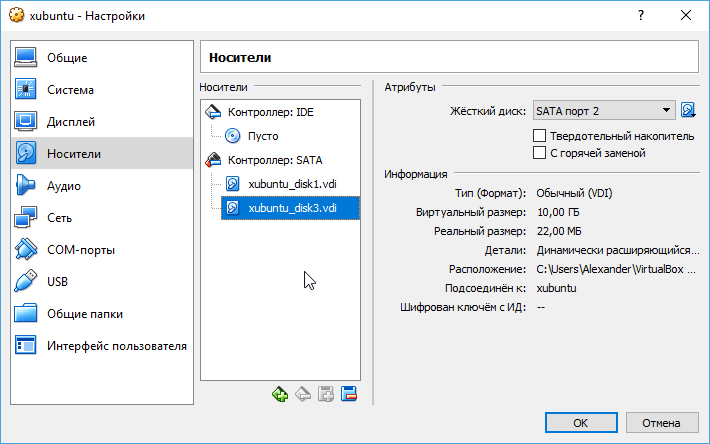 xubuntu - Настройки
Общие
Система
Дисплей
Носители
Аудио
Сеть
COM-порты
USB
Общие папки
Интерфейс пользователя
Носители
Носители
Контроллер: IDE
Пусто
Контроллер: SATA
xubuntu_disk1.vdi
xubuntu_disk3.vdi
Атрибуты
Жёсткий диск: SATA порт 2
Твердотельный накопитель
С горячей заменой
Информация
Тип (Формат): Обычный (VDI)
Виртуальный размер: 10,00 ГБ
Реальный размер: 22,00 МБ
Детали: Динамически расширяющийся...
Расположение: C:\Users\Alexander\VirtualBox ...
Подсоединён к: xubuntu
Шифрован ключём с ИД: --
OK
Отмена